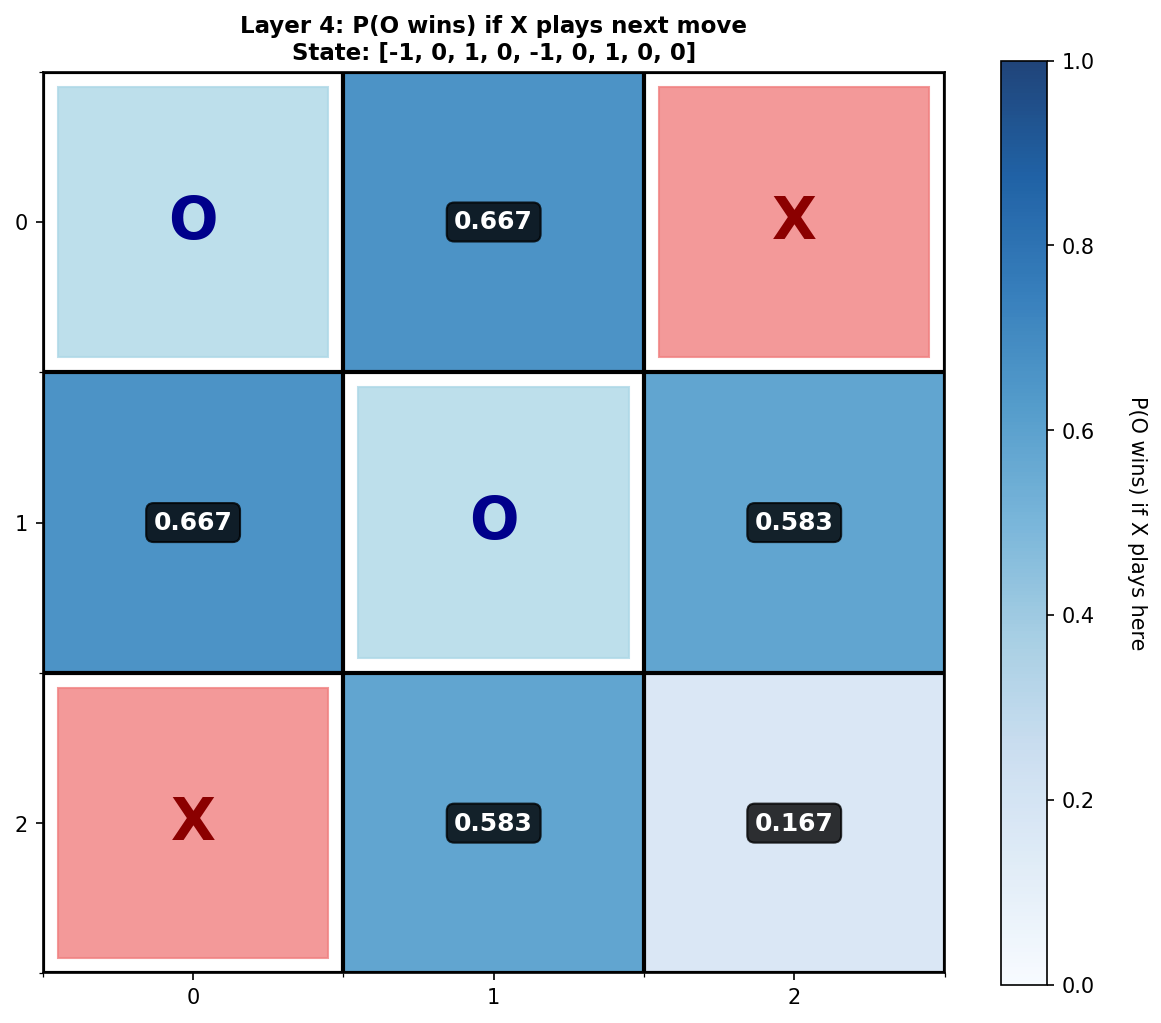 Layer 4: P(O wins) if X plays next move
State: [-1, 0, 1, 0, -1, 0, 1, 0, 0]
0
O
0.667
X
1
0.667
O
0.583
2
X
0.583
0.167
0
1
2
1.0
0.8
0.6
0.4
0.2
0.0
P(O wins) if X plays here